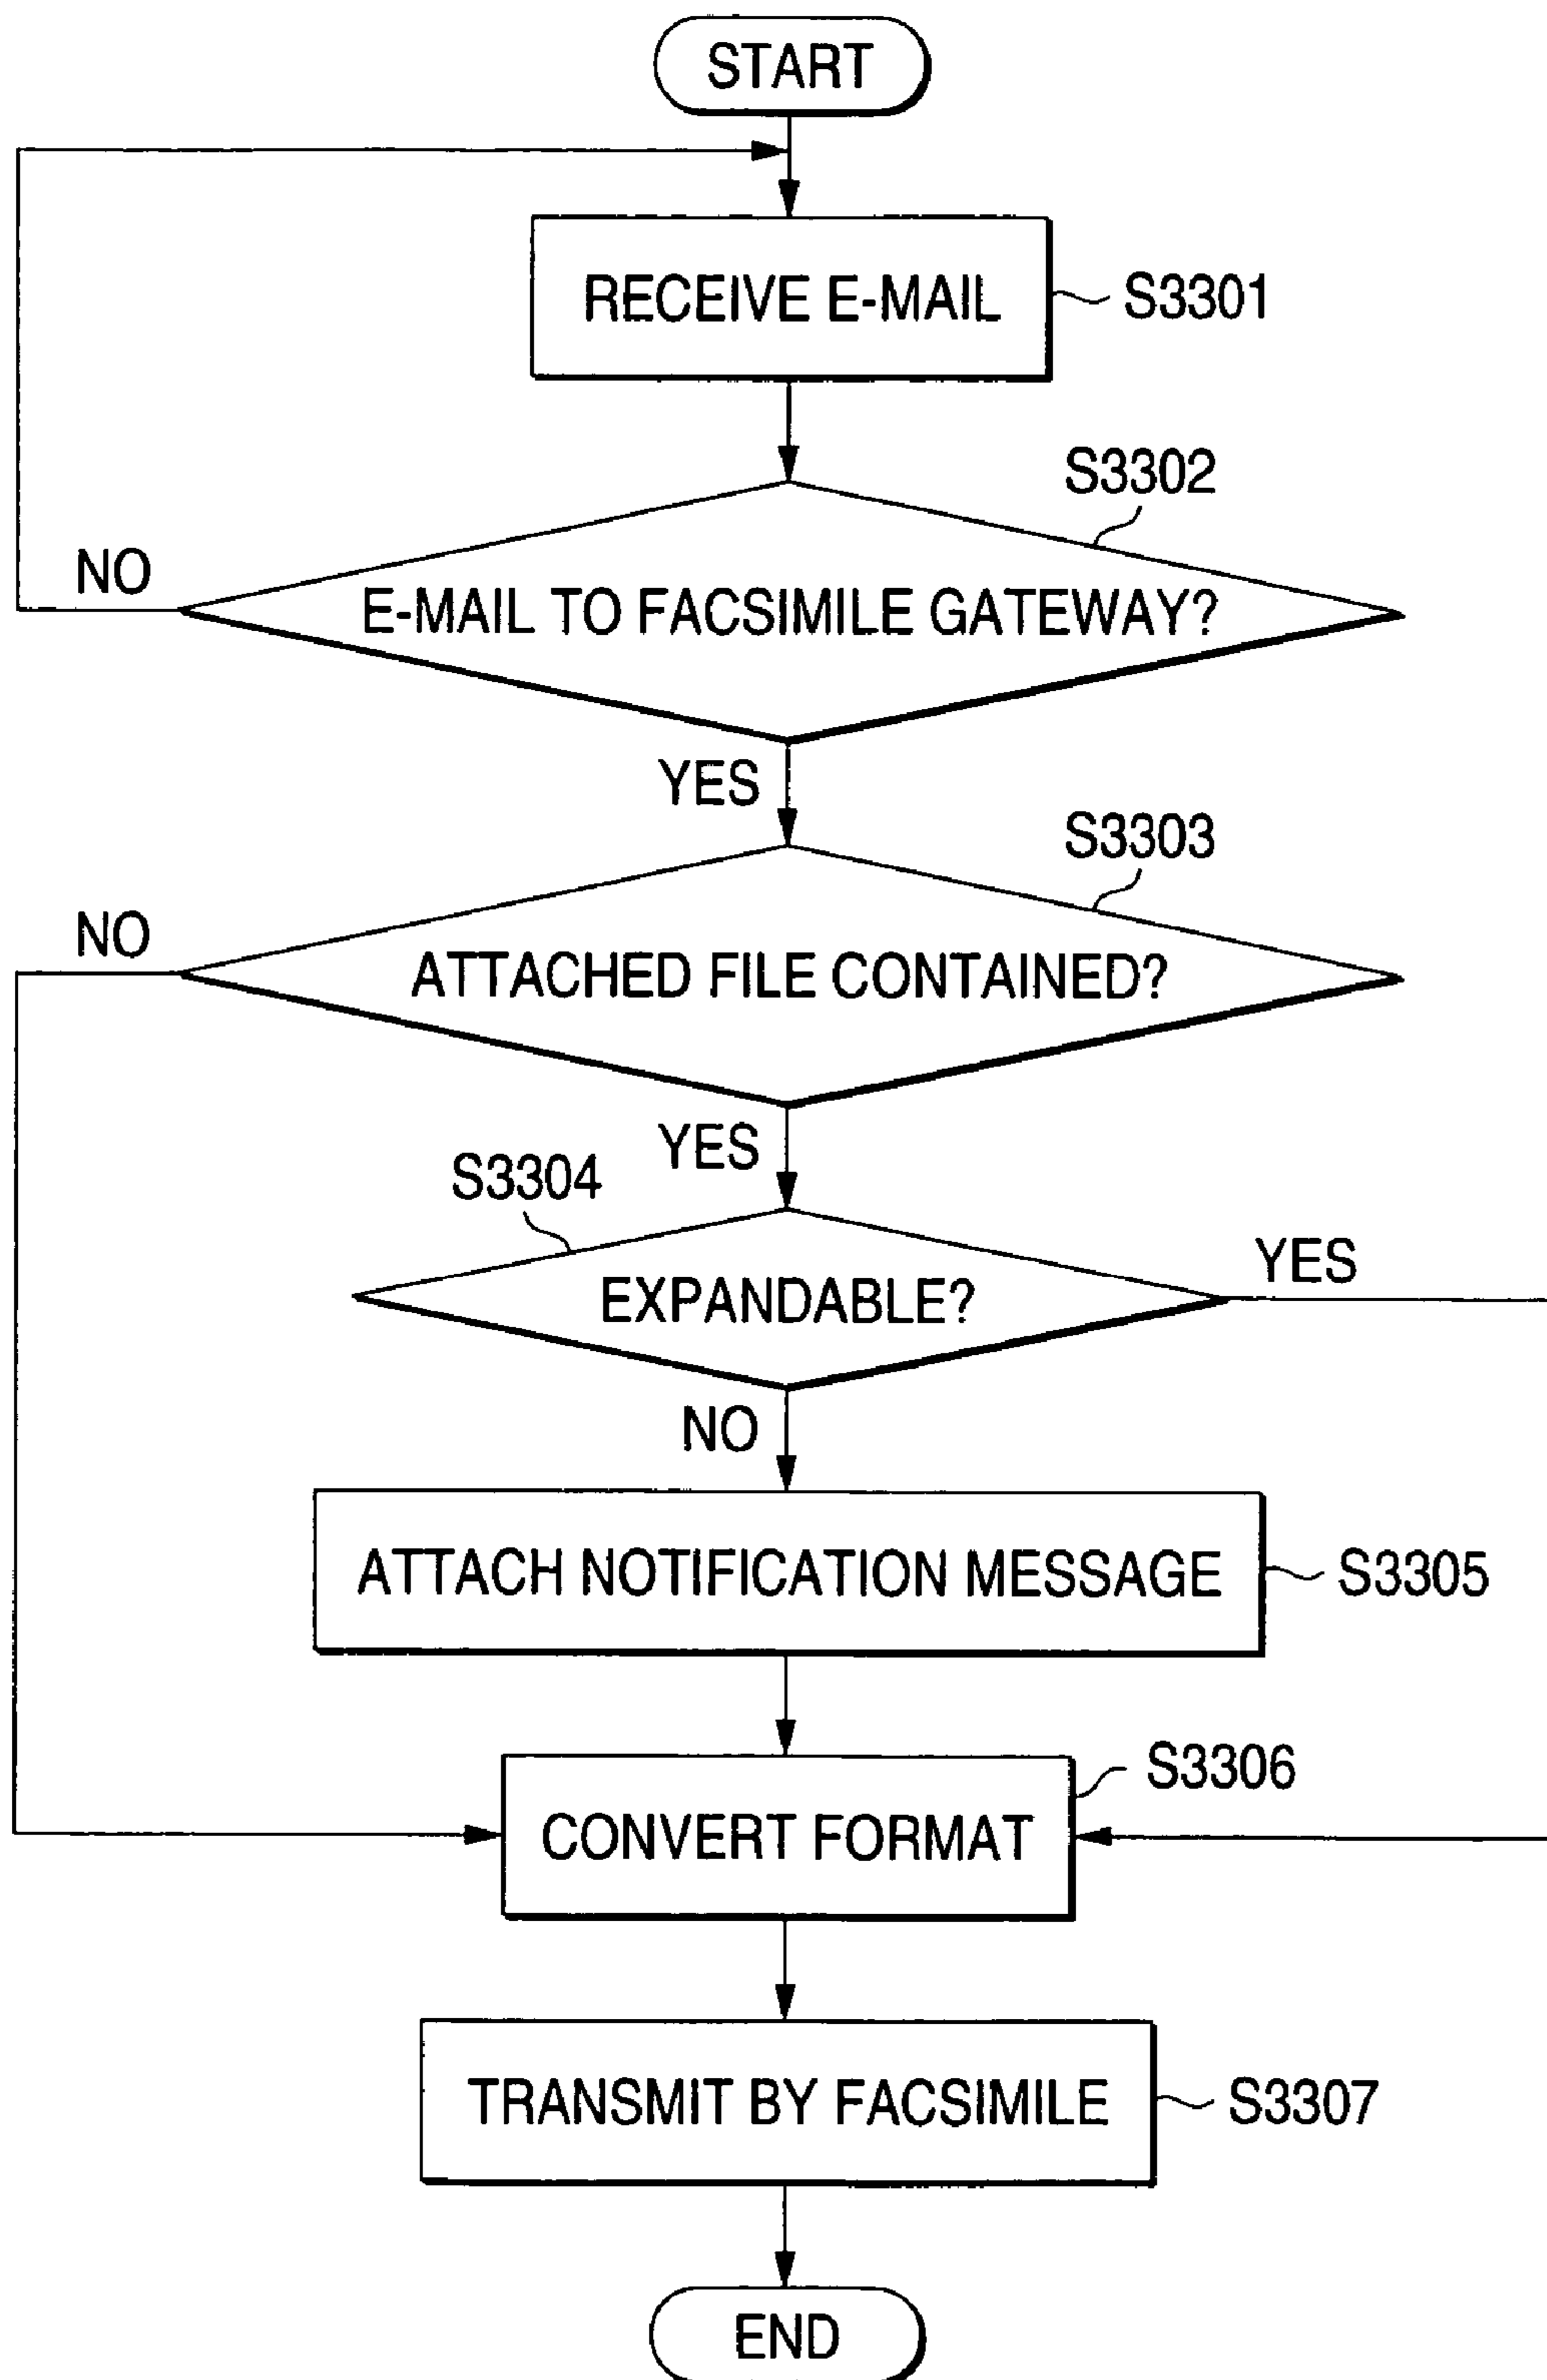 START
RECEIVE E-MAIL
S3301
S3302
NO
E-MAIL TO FACSIMILE GATEWAY?
YES
S3303
NO
ATTACHED FILE CONTAINED?
YES
S3304
YES
EXPANDABLE?
NO
ATTACH NOTIFICATION MESSAGE
S3305
S3306
CONVERT FORMAT
TRANSMIT BY FACSIMILE
S3307
END